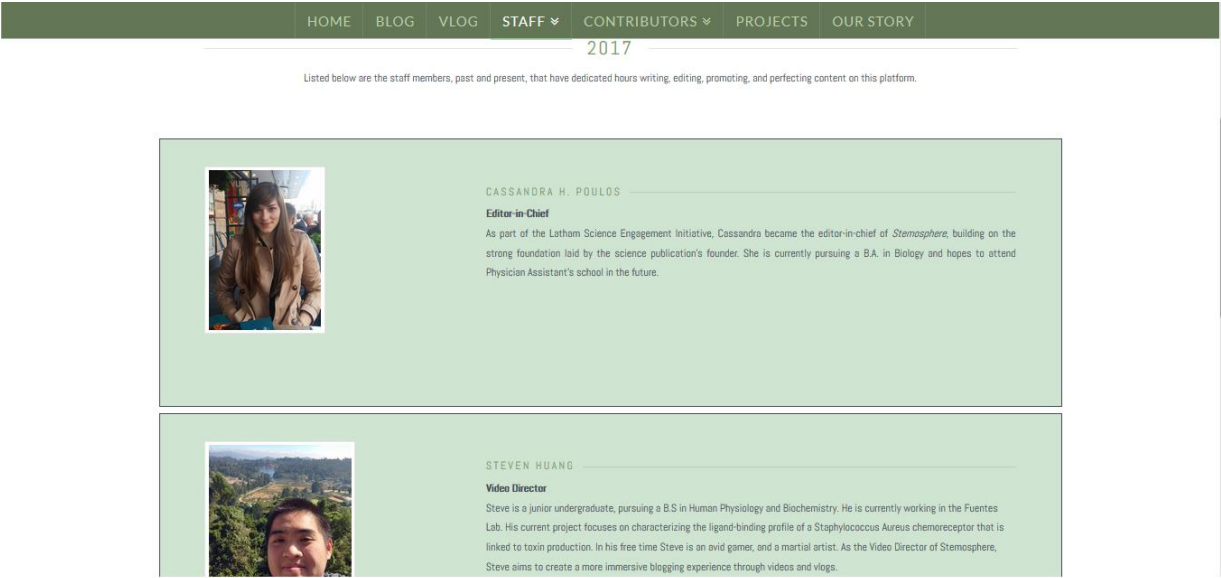 HOME BLOG VLOG STAFF CONTRIBUTORS PROJECTS OUR STORY
2017
Listed below are the staff members, past and present, that have dedicated hours writing, editing, promoting, and perfecting content on this platform.
CASSANDRA H. POULOS
Editor-in-Chief
As part of the Latham Science Engagement Initiative, Cassandra became the editor-in-chief of Stemosphere, building on the
strong foundation laid by the science publication's founder. She is currently pursuing a B.A. in Biology and hopes to attend
Physician Assistant's school in the future.
STEVEN HUANG
Video Director
Steve is a junior undergraduate, pursuing a B.S in Human Physiology and Biochemistry. He is currently working in the Fuentes
Lab. His current project focuses on characterizing the ligand-binding profile of a Staphylococcus Aureus chemoreceptor that is
linked to toxin production. In his free time Steve is an avid gamer, and a martial artist. As the Video Director of Stemosphere,
Steve aims to create a more immersive blogging experience through videos and vlogs.